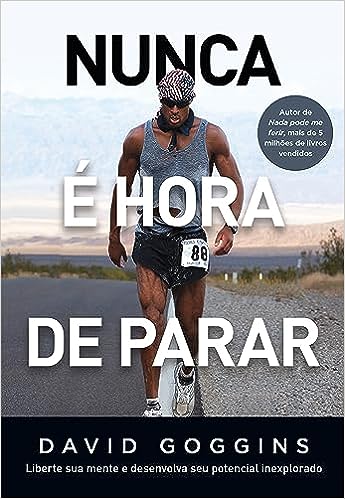 NUNCA
Autor de
Nada pode me
ferir, mais de 5
milhões de livros
vendidos
É HORA
88
DE PARAR
DAVID GOGGINS
Liberte sua mente e desenvolva seu potencial inexplorado